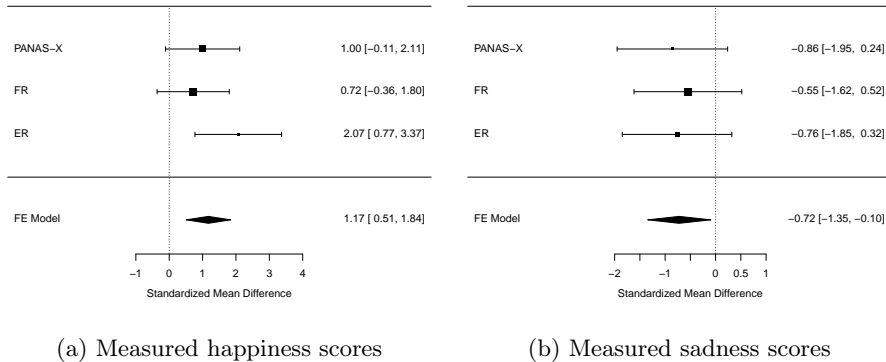 PANAS−X 1.00 [−0.11, 2.11]
FR 0.72 [−0.36, 1.80]
ER 2.07 [ 0.77, 3.37]
FE Model 1.17 [ 0.51, 1.84]
−1 0 1 2 3 4
Standardized Mean Difference
(a) Measured happiness scores
PANAS−X −0.86 [−1.95, 0.24]
FR −0.55 [−1.62, 0.52]
ER −0.76 [−1.85, 0.32]
FE Model −0.72 [−1.35, −0.10]
−2 −1 0 0.5 1
Standardized Mean Difference
(b) Measured sadness scores